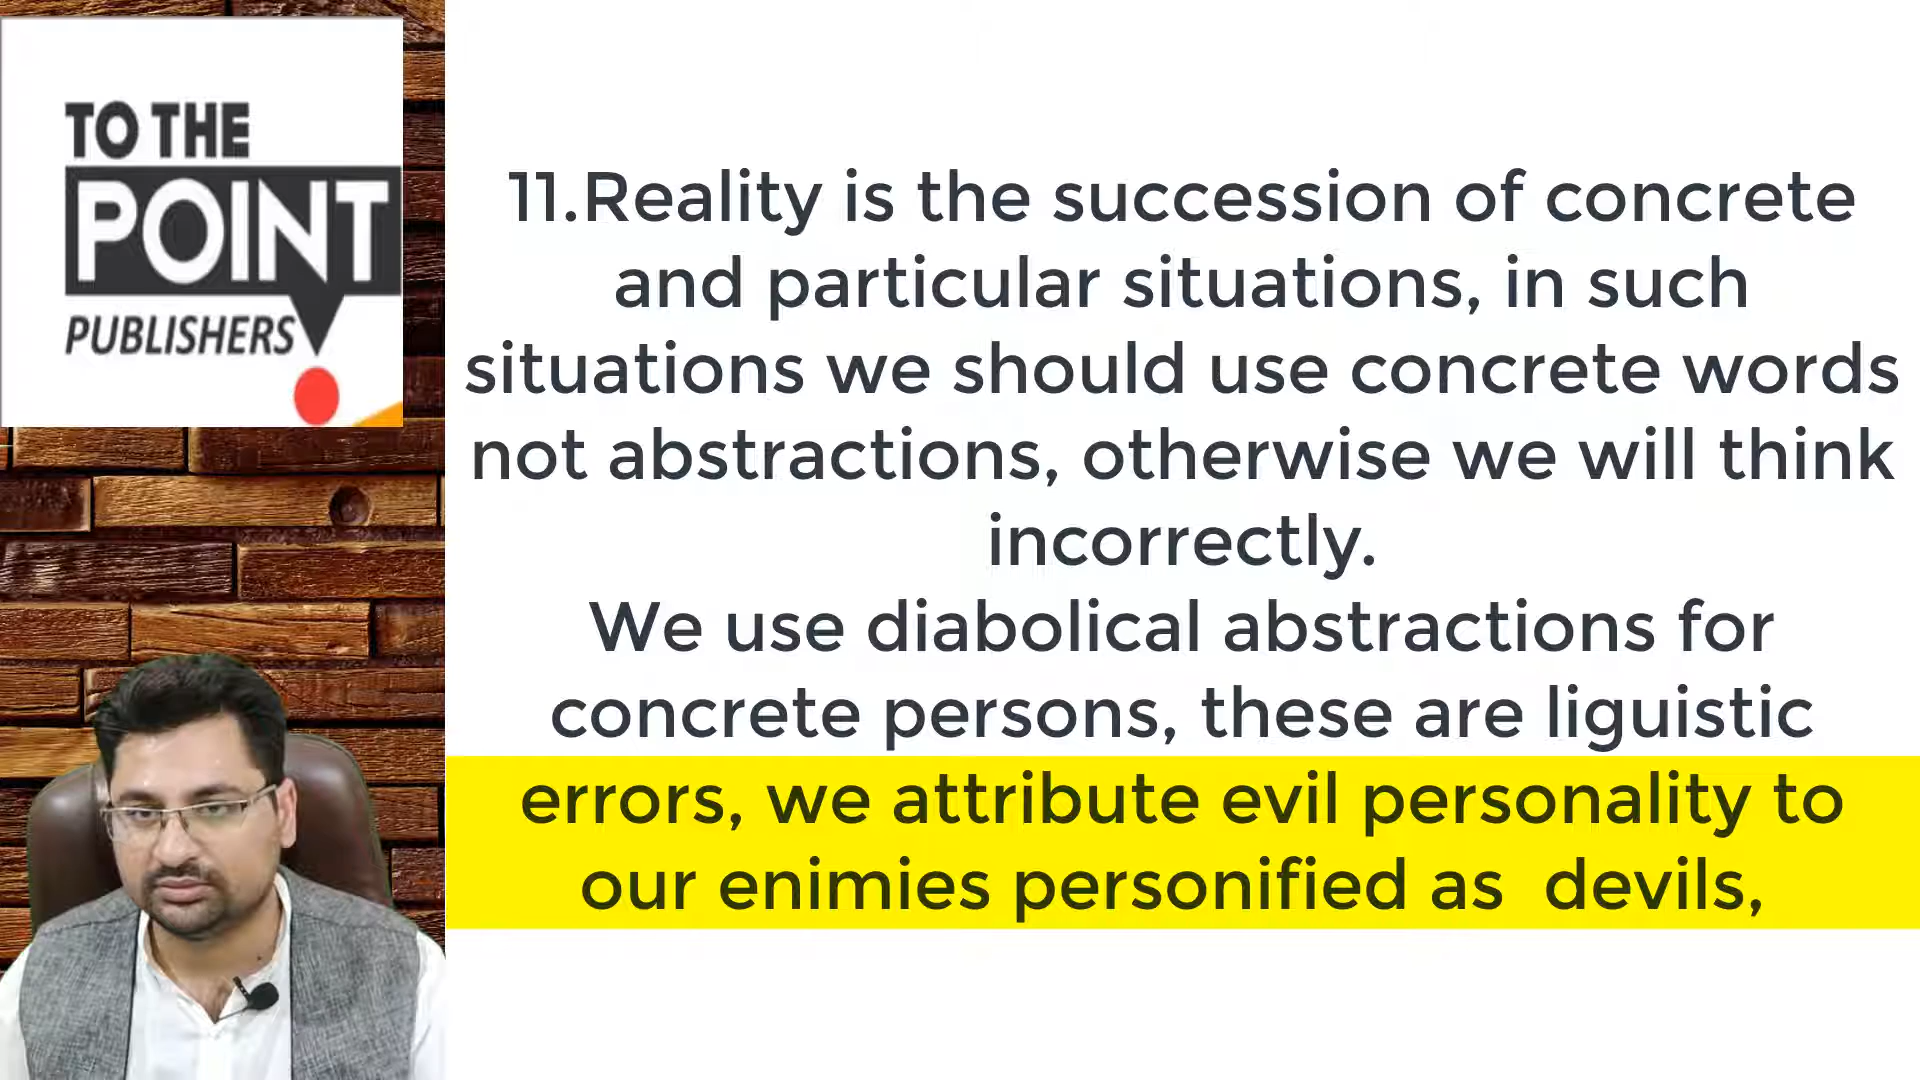 TO THE
POINT
PUBLISHERS
11.Reality is the succession of concrete
and particular situations, in such
situations we should use concrete words
not abstractions, otherwise we will think
incorrectly.
We use diabolical abstractions for
concrete persons, these are liguistic
errors, we attribute evil personality to
our enimies personified as devils,